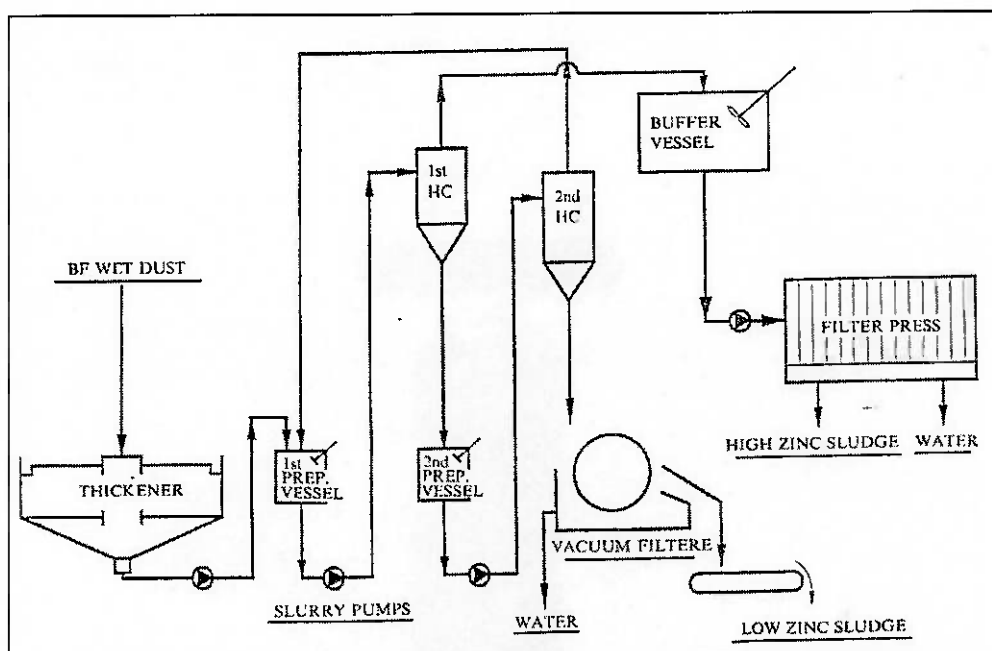 1st
HC
2nd
HC
BUFFER
VESSEL
BF WET DUST
FILTER PRESS
HIGH ZINC SLUDGE
WATER
THICKENER
1st
PREP.
VESSEL
2nd
PREP.
VESSEL
VACUUM FILTERE
SLURRY PUMPS
WATER
LOW ZINC SLUDGE